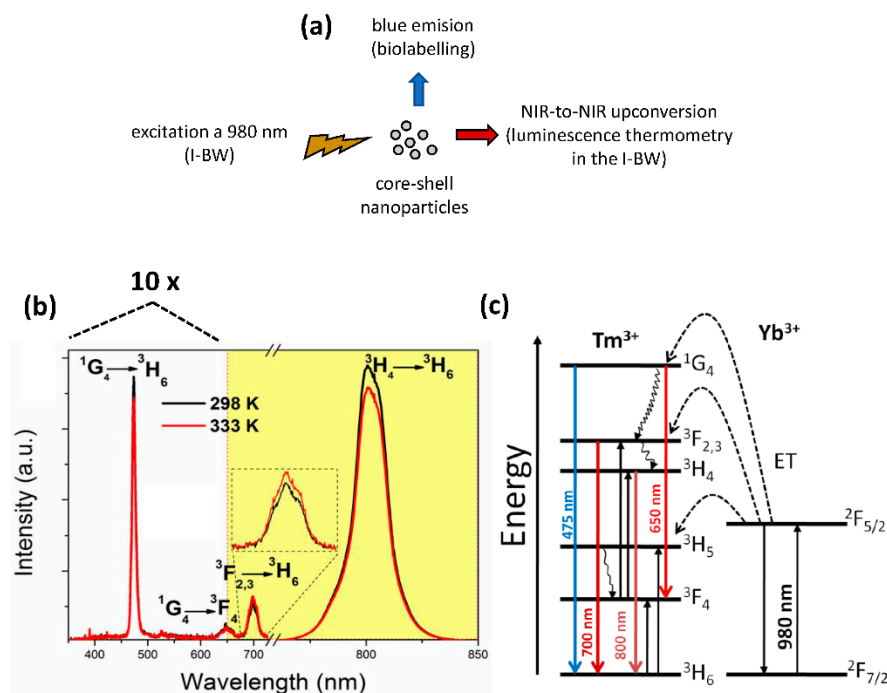 (a)
blue emision
(biolabelling)
excitation a 980 nm
(I-BW)
NIR-to-NIR upconversion
(luminescence thermometry
in the I-BW)
core-shell
nanoparticles
(b)
10 x
¹G₄→³H₆
³H₄→³H₆
298 K
333 K
³F₂,₃→³H₆
¹G₄→³F₄
Intensity (a.u.)
400
500
600
700
800
850
Wavelength (nm)
(c)
Energy
Tm³⁺
Yb³⁺
¹G₄
³F₂,₃
³H₄
³H₅
³F₄
³H₆
ET
²F₅/₂
²F₇/₂
475 nm
700 nm
800 nm
650 nm
980 nm